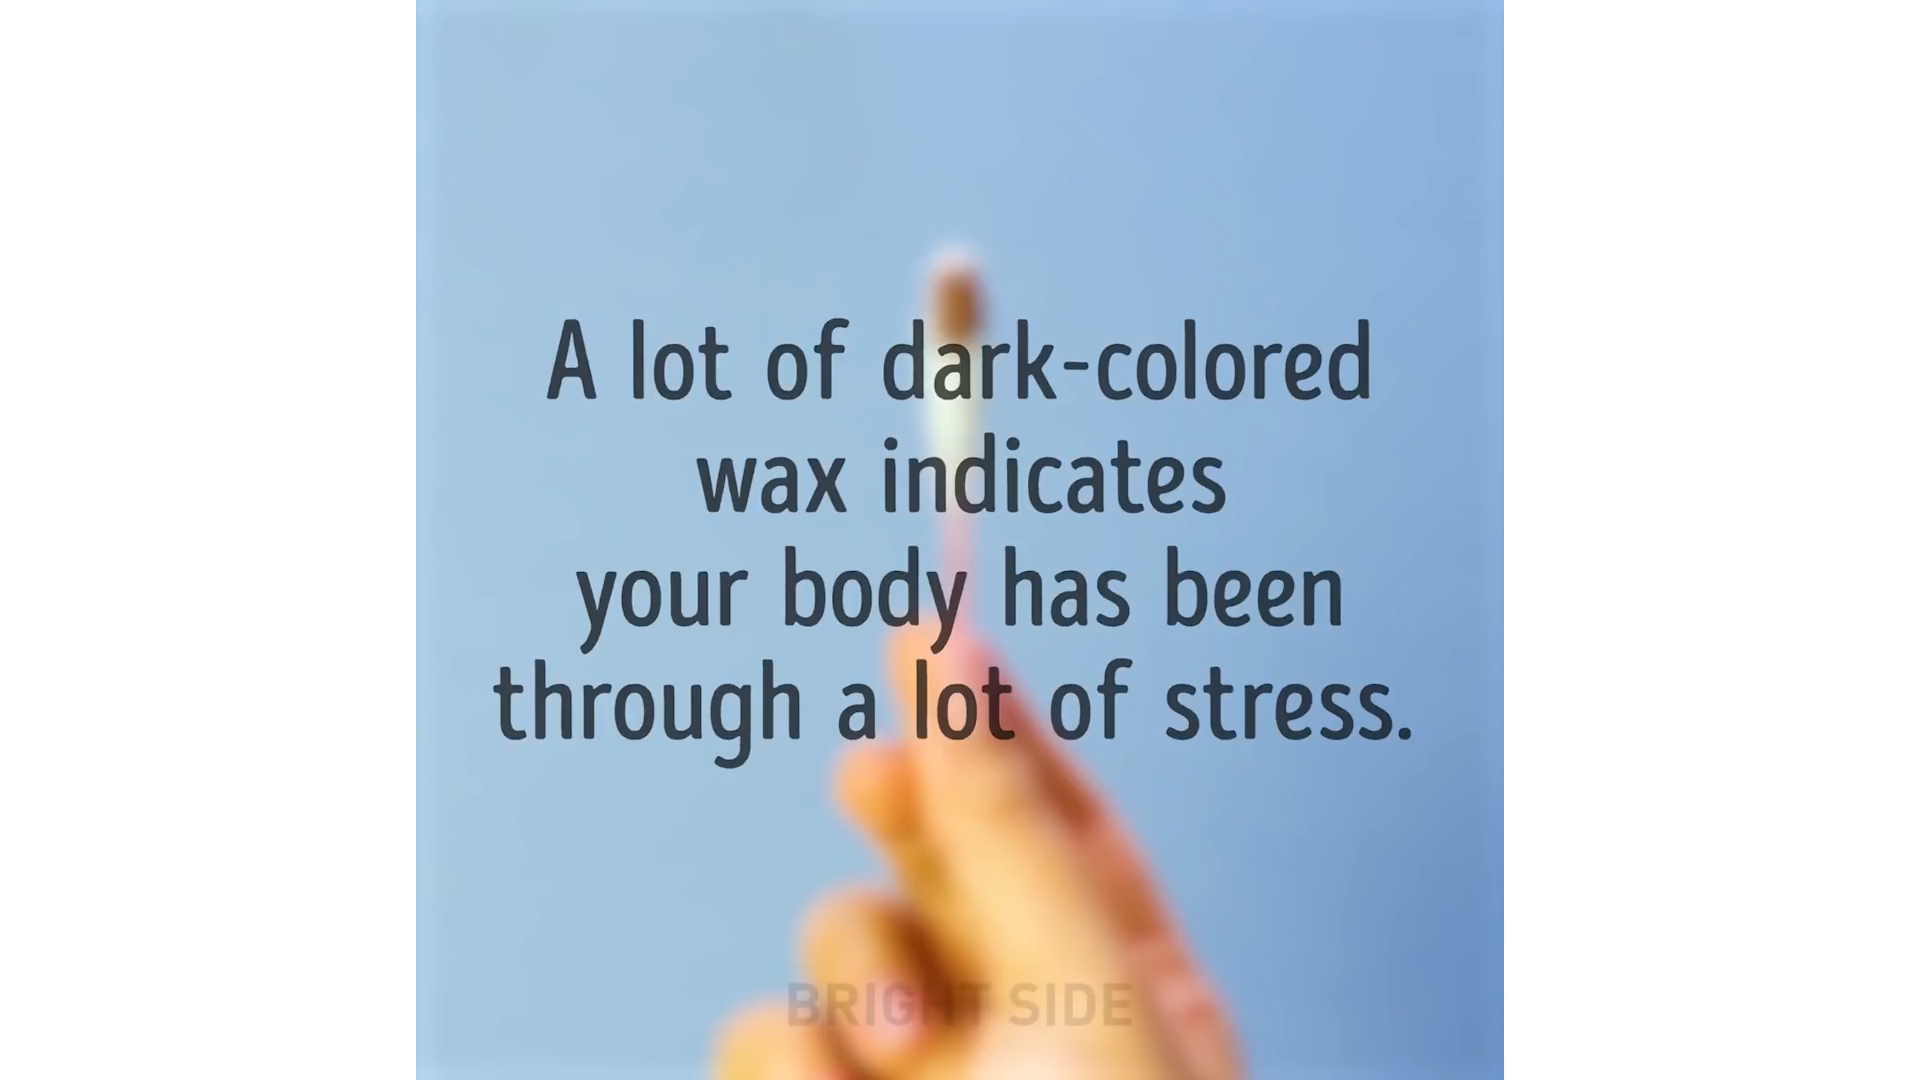 A lot of dark-colored
wax indicates
your body has been
through a lot of stress.
BRIGHT SIDE